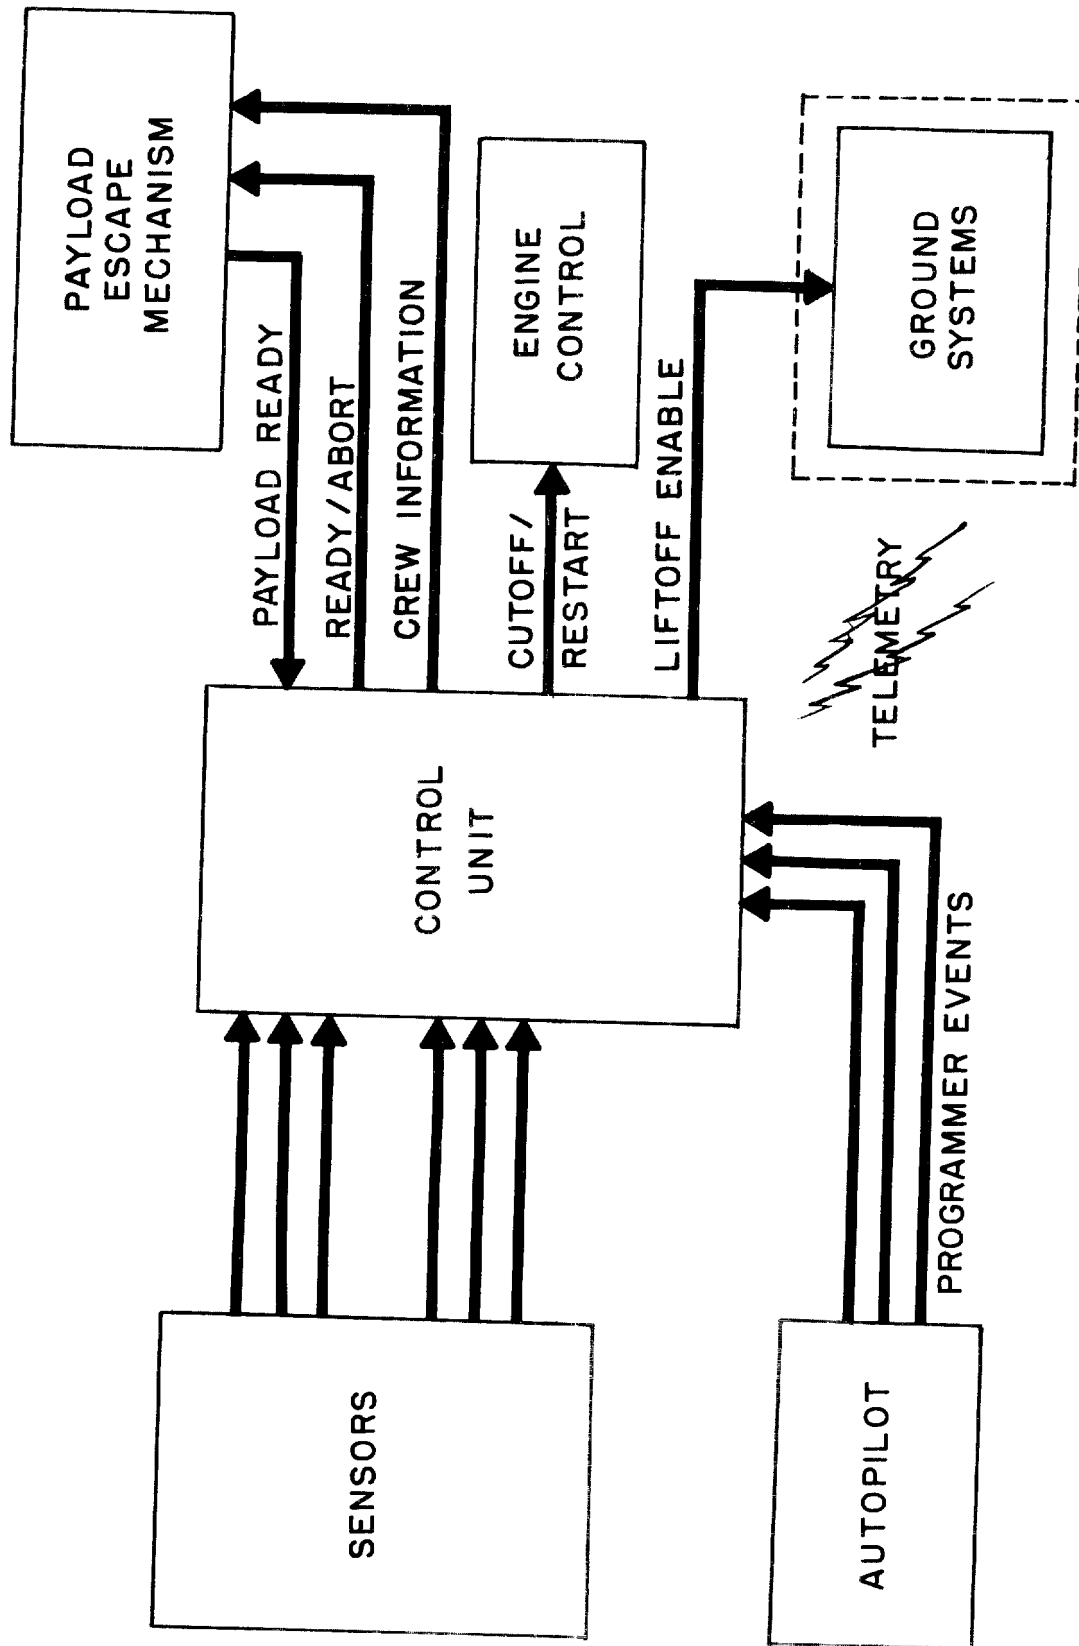 PAYLOAD
ESCAPE
MECHANISM
PAYLOAD READY
READY/ABORT
CREW INFORMATION
ENGINE
CONTROL
CUTOFF/
RESTART
LIFTOFF ENABLE
GROUND
SYSTEMS
TELEMETRY
CONTROL
UNIT
SENSORS
PROGRAMMER EVENTS
AUTOPILOT